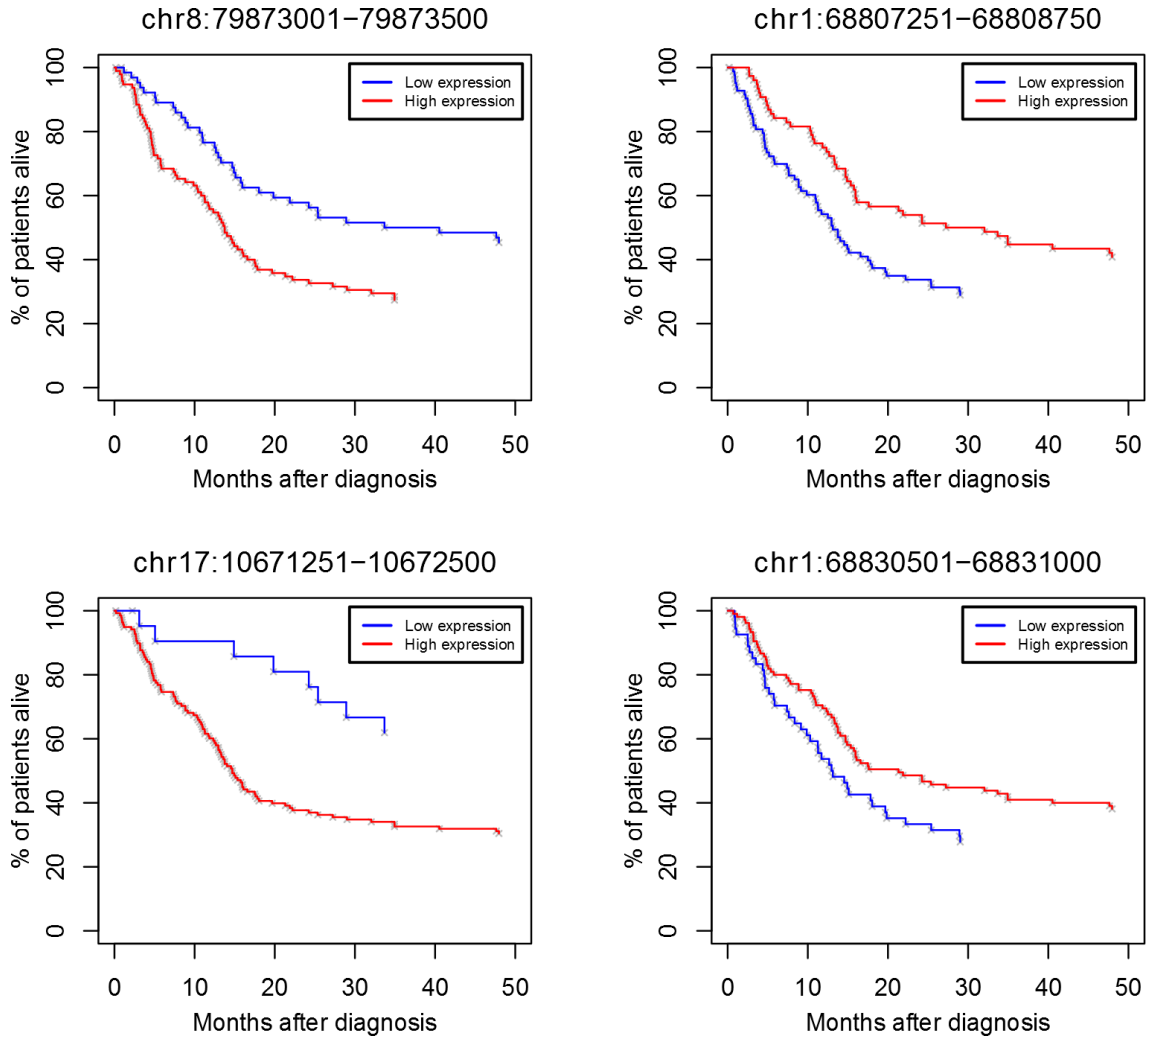 chr8:79873001−79873500
% of patients alive
100
80
60
40
20
0
Low expression
High expression
0 10 20 30 40 50
Months after diagnosis
chr1:68807251−68808750
% of patients alive
100
80
60
40
20
0
Low expression
High expression
0 10 20 30 40 50
Months after diagnosis
chr17:10671251−10672500
% of patients alive
100
80
60
40
20
0
Low expression
High expression
0 10 20 30 40 50
Months after diagnosis
chr1:68830501−68831000
% of patients alive
100
80
60
40
20
0
Low expression
High expression
0 10 20 30 40 50
Months after diagnosis